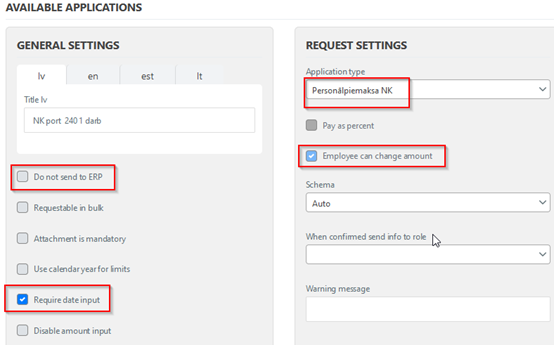 AVAILABLE APPLICATIONS
GENERAL SETTINGS
lv en est lt
Title lv
NK port 2401 darb
Do not send to ERP
Requestable in bulk
Attachment is mandatory
Use calendar year for limits
Require date input
Disable amount input
REQUEST SETTINGS
Application type
Personālpiemaksa NK
Pay as percent
Employee can change amount
Schema
Auto
When confirmed send info to role
Warning message